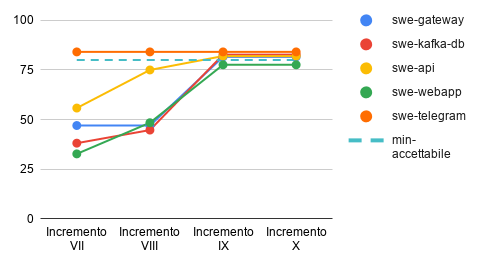 100
75
50
25
0
Incremento
VII
Incremento
VIII
Incremento
IX
Incremento
X
swe-gateway
swe-kafka-db
swe-api
swe-webapp
swe-telegram
min-
accettabile